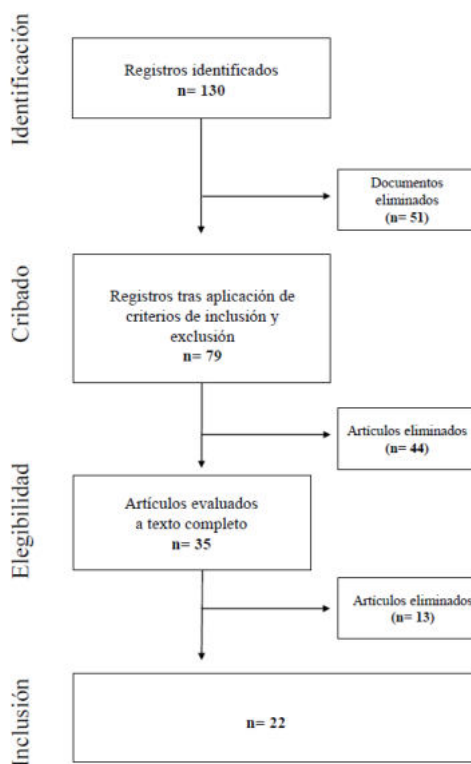 Identificación
Registros identificados
n= 130
Documentos
eliminados
(n= 51)
Cribado
Registros tras aplicación de
criterios de inclusión y
exclusión
n= 79
Artículos eliminados
(n= 44)
Elegibilidad
Artículos evaluados
a texto completo
n= 35
Artículos eliminados
(n= 13)
Inclusión
n= 22